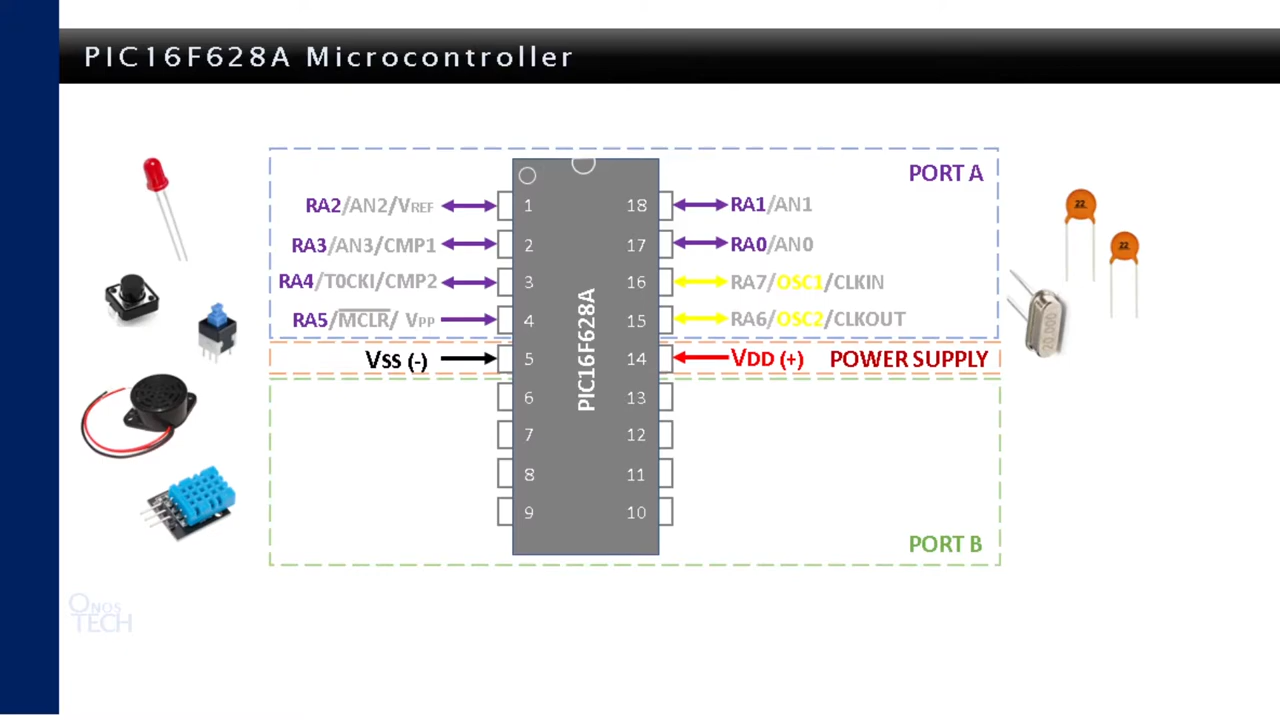 PIC16F628A Microcontroller
PORT A
RA2/AN2/VREF 1 18 RA1/AN1
RA3/AN3/CMP1 2 17 RA0/AN0
RA4/T0CKI/CMP2 3 16 RA7/OSC1/CLKIN
RA5/MCLR/ VPP 4 15 RA6/OSC2/CLKOUT
VSS (-) 5 14 VDD (+) POWER SUPPLY
PIC16F628A
6 13
7 12
8 11
9 10
PORT B
22
22
20.000
ONOS
TECH